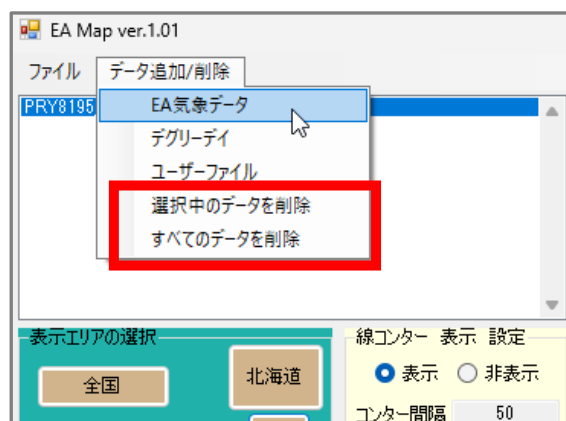 EA Map ver.1.01
ファイル データ追加/削除
PRY8195
EA気象データ
デグリーデイ
ユーザーファイル
選択中のデータを削除
すべてのデータを削除
表示エリアの選択
全国
北海道
線コンター 表示 設定
表示 非表示
コンター間隔 50